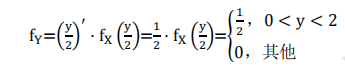 f_Y=(y/2)′·f_X(y/2)=1/2·f_X(y/2)={1/2, 0<y<2
0, 其他